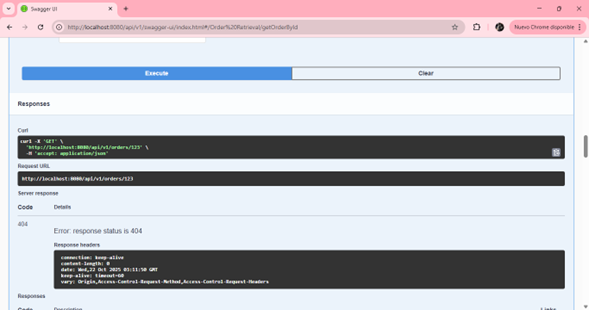 Swagger UI
http://localhost:8080/api/v1/swagger-ui/index.html#/Order%20Retrieval/getOrderById
Nuevo Chrome disponible
Execute
Clear
Responses
Curl
curl -X 'GET' \
'http://localhost:8080/api/v1/orders/123' \
-H 'accept: application/json'
Request URL
http://localhost:8080/api/v1/orders/123
Server response
Code Details
404
Error: response status is 404
Response headers
connection: keep-alive
content-length: 0
date: Wed,22 Oct 2025 03:11:50 GMT
keep-alive: timeout=60
vary: Origin,Access-Control-Request-Method,Access-Control-Request-Headers
Responses
Code Description Links